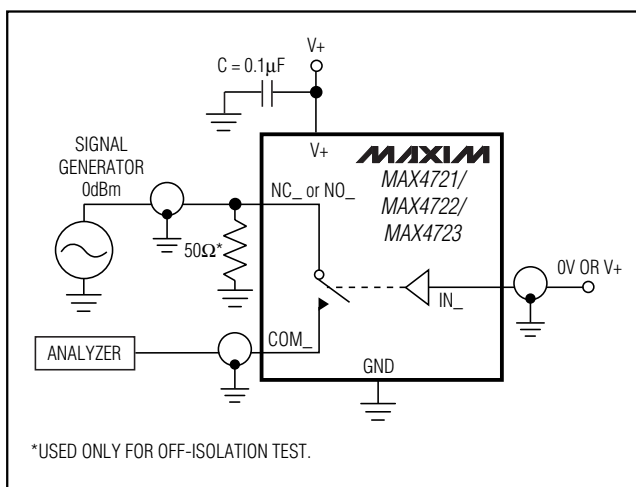 V+
C = 0.1µF
SIGNAL
GENERATOR
0dBm
V+
MAXIM
MAX4721/
MAX4722/
MAX4723
NC_ or NO_
50Ω*
0V OR V+
IN_
COM_
ANALYZER
GND
*USED ONLY FOR OFF-ISOLATION TEST.